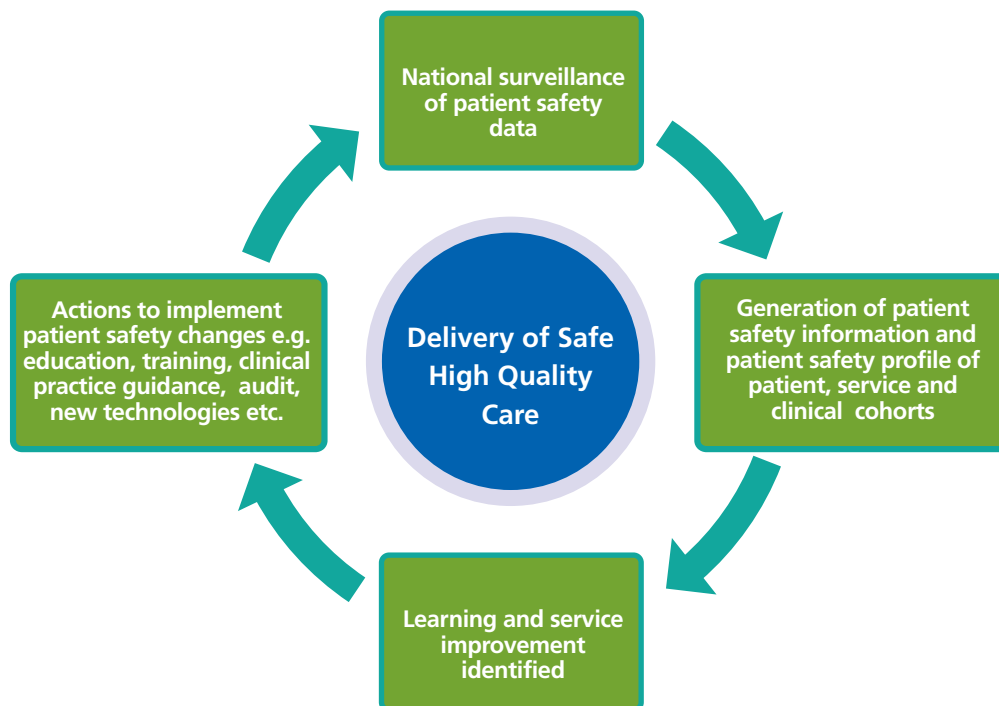 National surveillance
of patient safety
data
Generation of patient
safety information and
patient safety profile of
patient, service and
clinical cohorts
Learning and service
improvement
identified
Actions to implement
patient safety changes e.g.
education, training, clinical
practice guidance, audit,
new technologies etc.
Delivery of Safe
High Quality
Care